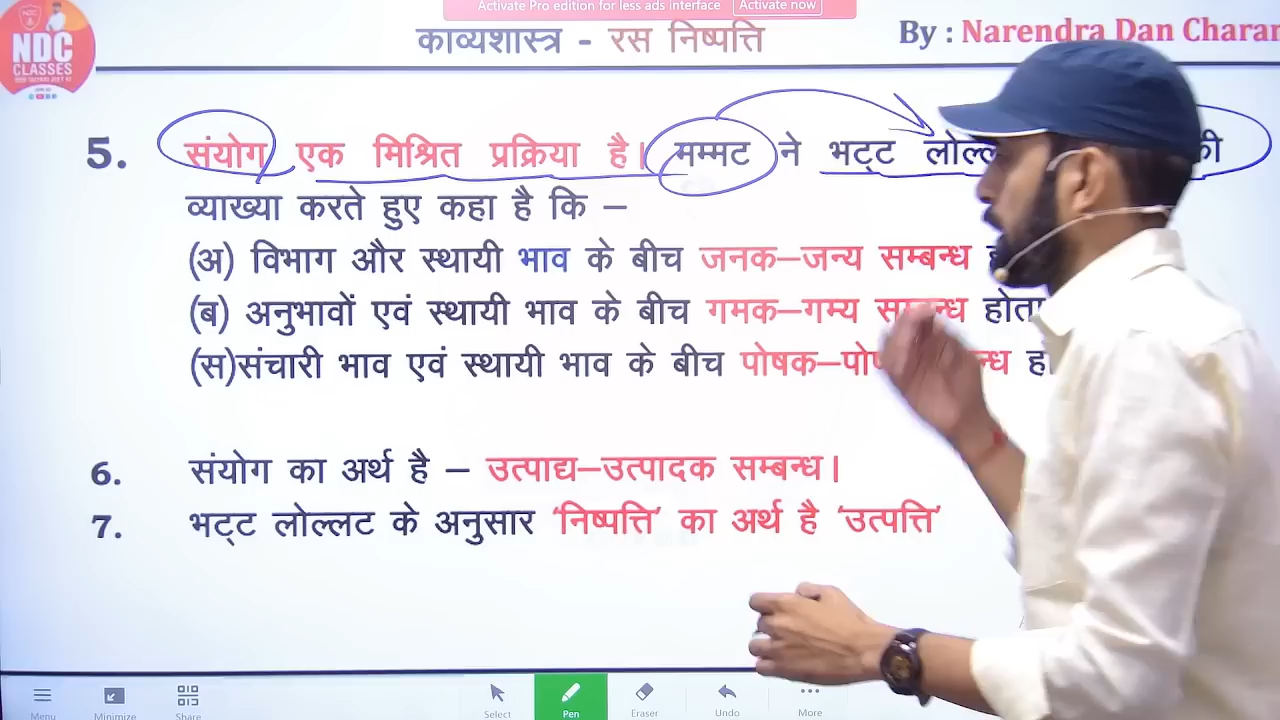 Activate Pro edition for less ads interface Activate now
काव्यशास्त्र - रस निष्पत्ति
By : Narendra Dan Charan
NDC
CLASSES
5. संयोग एक मिश्रित प्रक्रिया है। मम्मट ने भट्ट की
व्याख्या करते हुए कहा है कि –
(अ) विभाग और स्थायी भाव के बीच जनक–जन्य सम्बन्ध
(ब) अनुभावों एवं स्थायी भाव के बीच गमक–गम्य सम्बन्ध होता
(स)संचारी भाव एवं स्थायी भाव के बीच पोषक–
6. संयोग का अर्थ है – उत्पाद्य–उत्पादक सम्बन्ध।
7. भट्ट लोल्लट के अनुसार 'निष्पत्ति' का अर्थ है 'उत्पत्ति'
Menu Minimize Share Select Pen Eraser Undo More